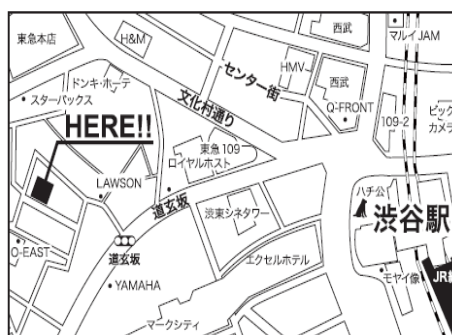 東急本店
H&M
西武
マルイJAM
センター街
HMV
西武
ドンキ・ホーテ
スターバックス
文化村通り
Q-FRONT
109-2
ビック
カメラ
HERE!!
東急109
ロイヤルホスト
LAWSON
道玄坂
渋東シネタワー
ハチ公
渋谷駅
O-EAST
道玄坂
エクセルホテル
YAMAHA
モヤイ像
JR
マークシティ